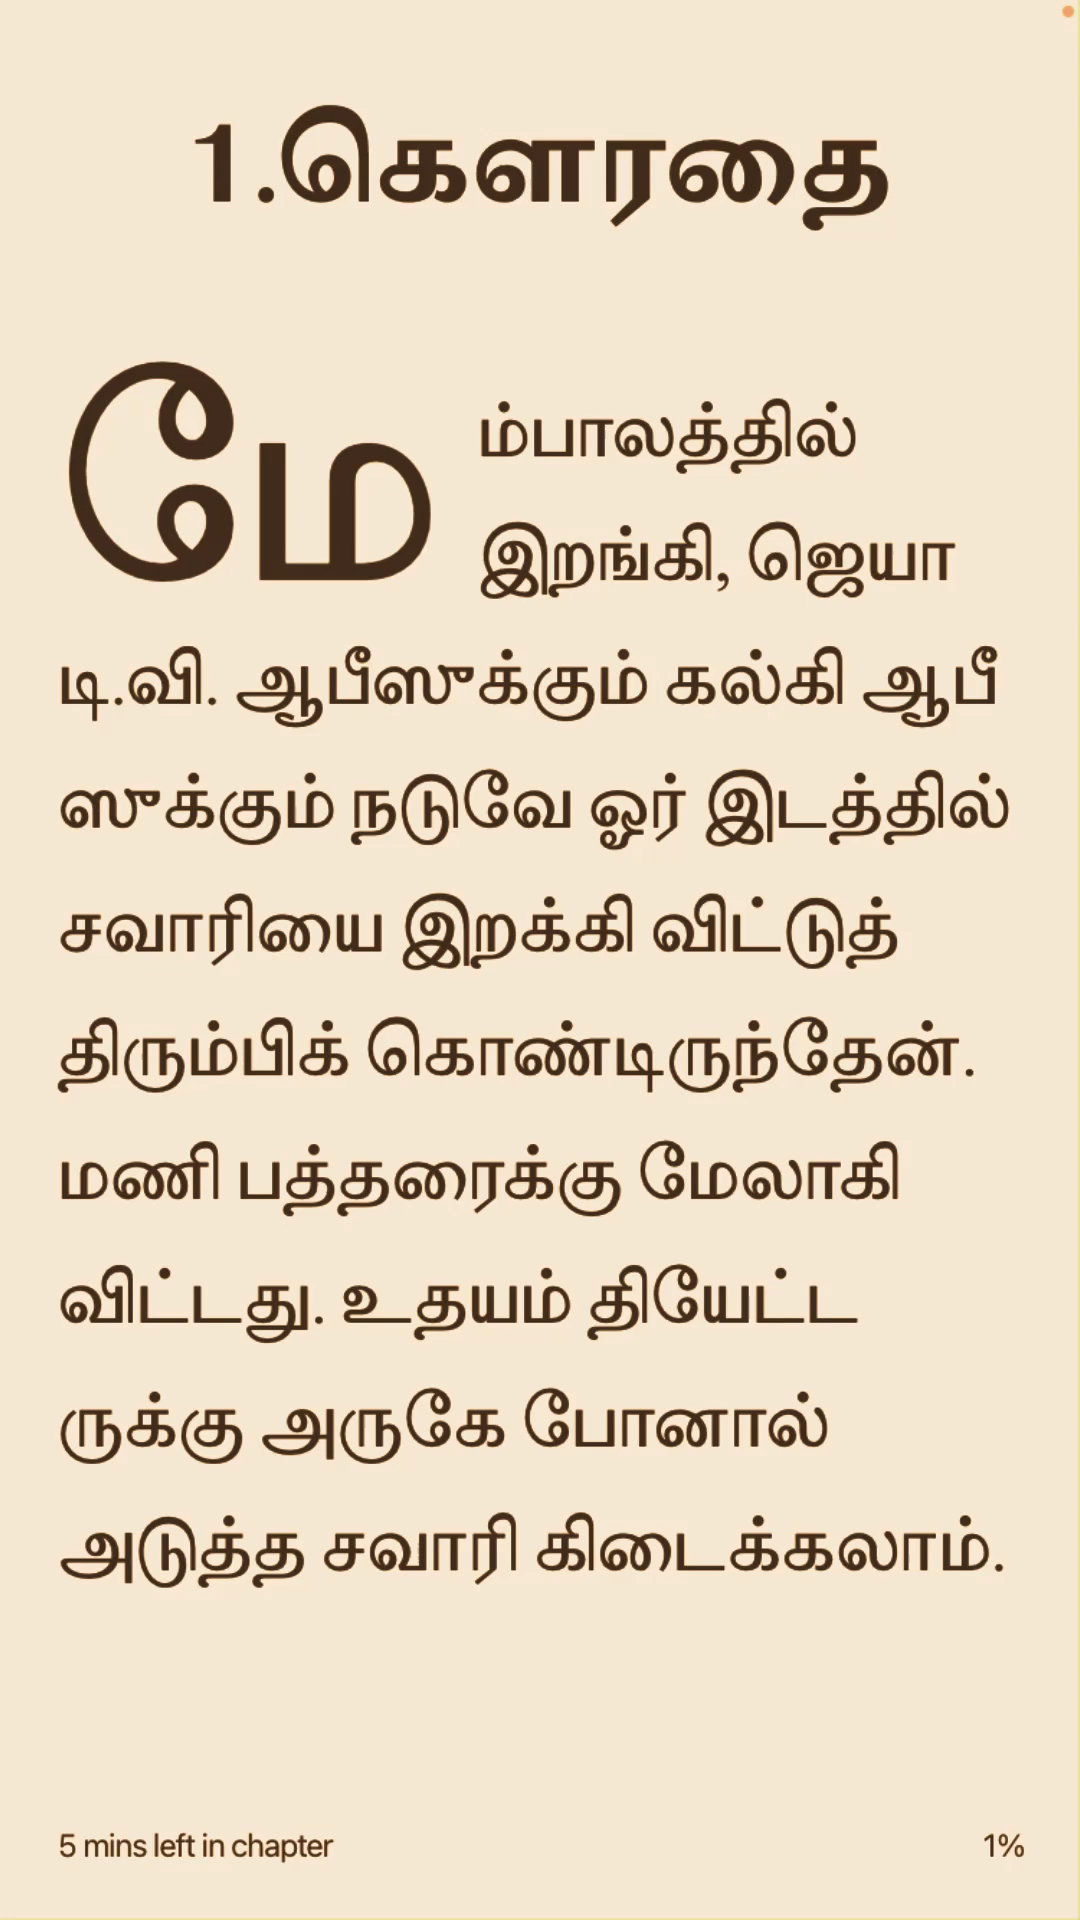 1.கௌரதை
மேம்பாலத்தில்
இறங்கி, ஜெயா
டி.வி. ஆபீஸுக்கும் கல்கி ஆபீ
ஸுக்கும் நடுவே ஓர் இடத்தில்
சவாரியை இறக்கி விட்டுத்
திரும்பிக் கொண்டிருந்தேன்.
மணி பத்தரைக்கு மேலாகி
விட்டது. உதயம் தியேட்ட
ருக்கு அருகே போனால்
அடுத்த சவாரி கிடைக்கலாம்.
5 mins left in chapter
1%